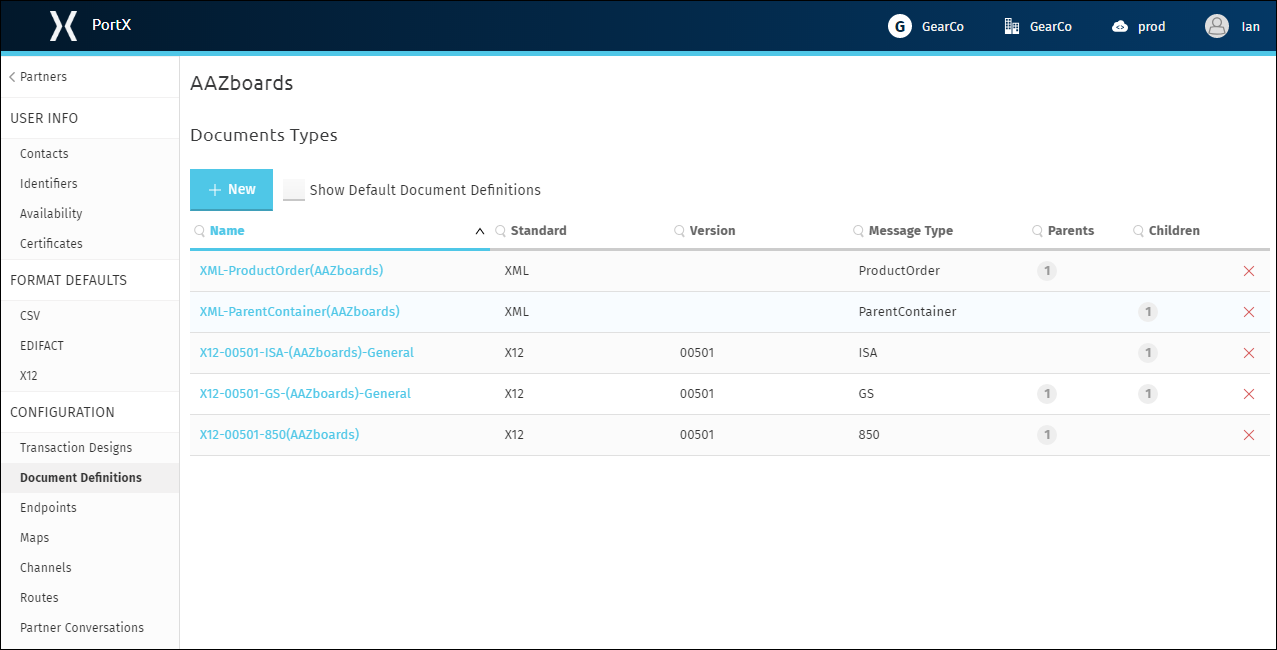 PortX
G GearCo GearCo prod Ian
Partners
USER INFO
Contacts
Identifiers
Availability
Certificates
FORMAT DEFAULTS
CSV
EDIFACT
X12
CONFIGURATION
Transaction Designs
Document Definitions
Endpoints
Maps
Channels
Routes
Partner Conversations
AAZboards
Documents Types
New Show Default Document Definitions
Name Standard Version Message Type Parents Children
XML-ProductOrder(AAZboards) XML ProductOrder 1
XML-ParentContainer(AAZboards) XML ParentContainer 1
X12-00501-ISA-(AAZboards)-General X12 00501 ISA 1
X12-00501-GS-(AAZboards)-General X12 00501 GS 1 1
X12-00501-850(AAZboards) X12 00501 850 1